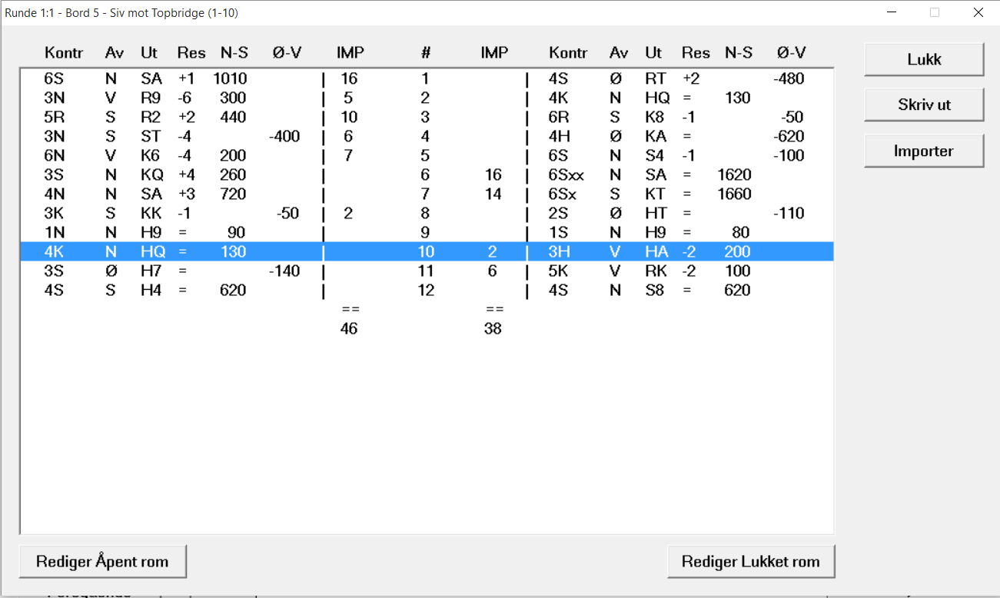 Runde 1:1 - Bord 5 - Siv mot Topbridge (1-10)
Kontr Av Ut Res N-S Ø-V IMP # IMP Kontr Av Ut Res N-S Ø-V
6S N SA +1 1010 | 16 1 | 4S Ø RT +2 -480
3N V R9 -6 300 | 5 2 | 4K N HQ = 130
5R S R2 +2 440 | 10 3 | 6R S K8 -1 -50
3N S ST -4 -400 | 6 4 | 4H Ø KA = -620
6N V K6 -4 200 | 7 5 | 6S N S4 -1 -100
3S N KQ +4 260 | 6 16 | 6Sxx N SA = 1620
4N N SA +3 720 | 7 14 | 6Sx S KT = 1660
3K S KK -1 -50 | 2 8 | 2S Ø HT = -110
1N N H9 = 90 | 9 | 1S N H9 = 80
4K N HQ = 130 | 10 2 | 3H V HA -2 200
3S Ø H7 = -140 | 11 6 | 5K V RK -2 100
4S S H4 = 620 | 12 | 4S N S8 = 620
== ==
46 38
Lukk
Skriv ut
Importer
Rediger Åpent rom Rediger Lukket rom